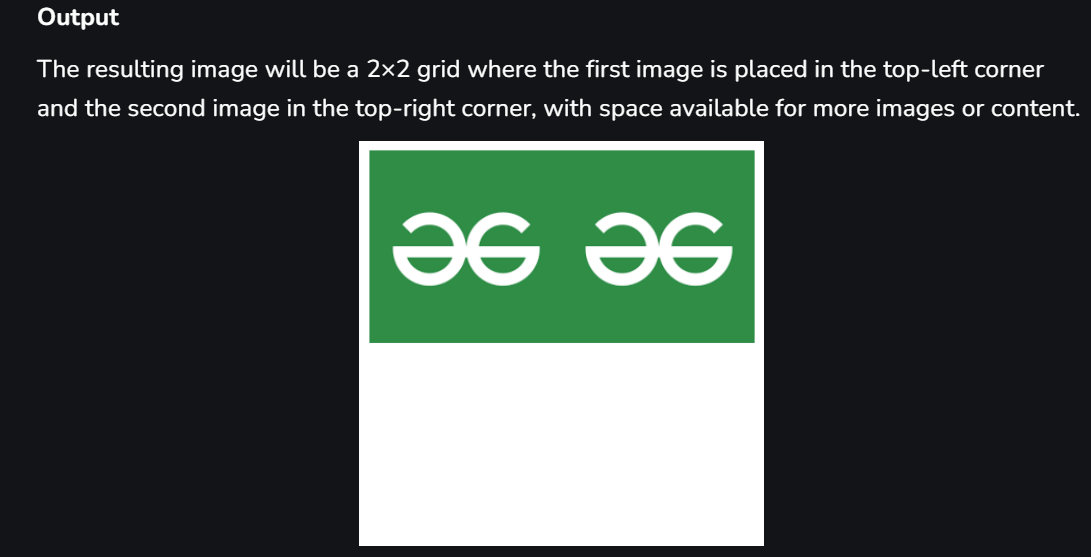 Output
The resulting image will be a 2×2 grid where the first image is placed in the top-left corner
and the second image in the top-right corner, with space available for more images or content.